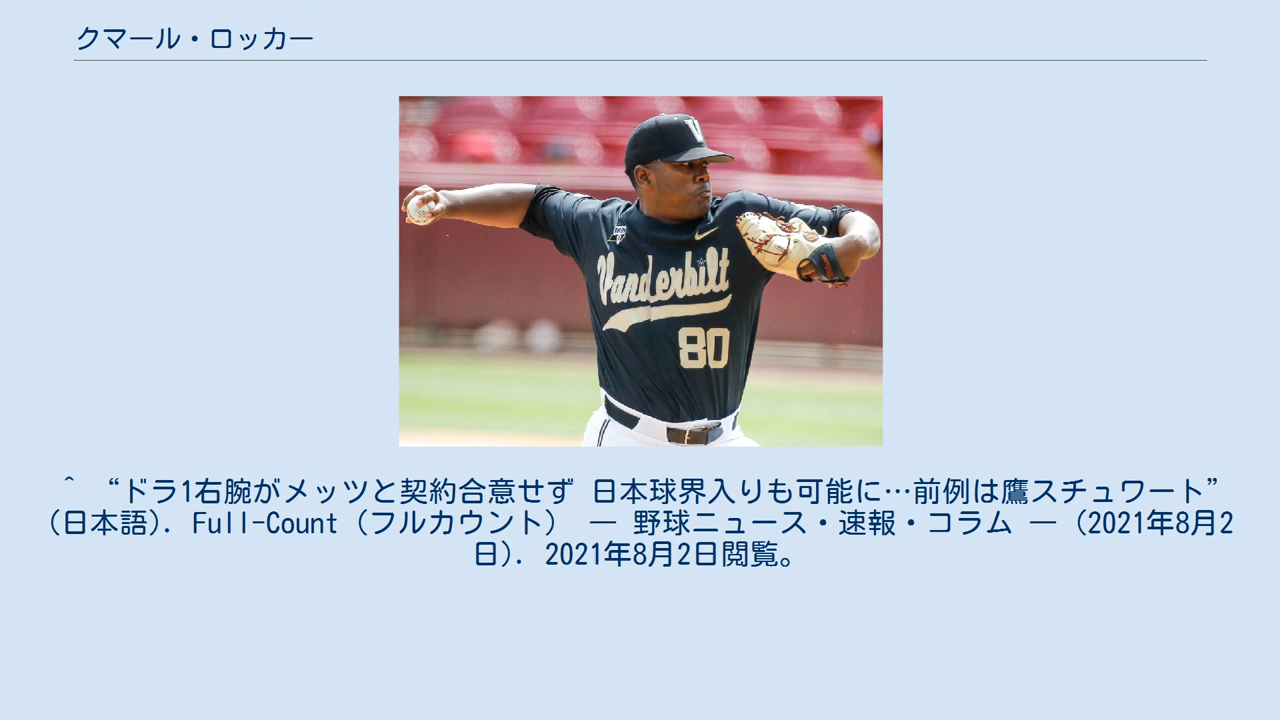 クマール・ロッカー
V
Vanderbilt
80
^ “ドラ1右腕がメッツと契約合意せず 日本球界入りも可能に…前例は鷹スチュワート”
(日本語). Full-Count (フルカウント) ― 野球ニュース・速報・コラム ― (2021年8月2
日). 2021年8月2日閲覧。